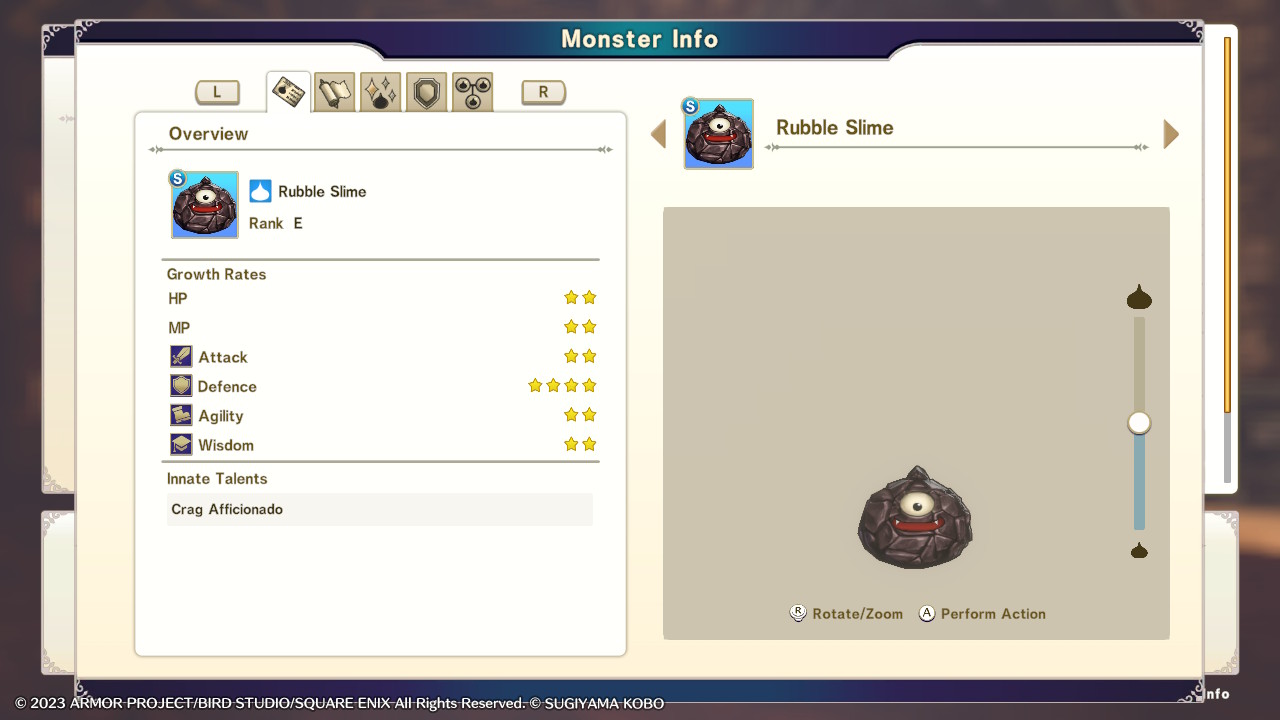 Monster Info
L
R
Overview
S
Rubble Slime
Rank E
Growth Rates
HP
MP
Attack
Defence
Agility
Wisdom
Innate Talents
Crag Afficionado
S
Rubble Slime
R Rotate/Zoom A Perform Action
nfo
© 2023 ARMOR PROJECT/BIRD STUDIO/SQUARE ENIX All Rights Reserved. © SUGIYAMA KOBO